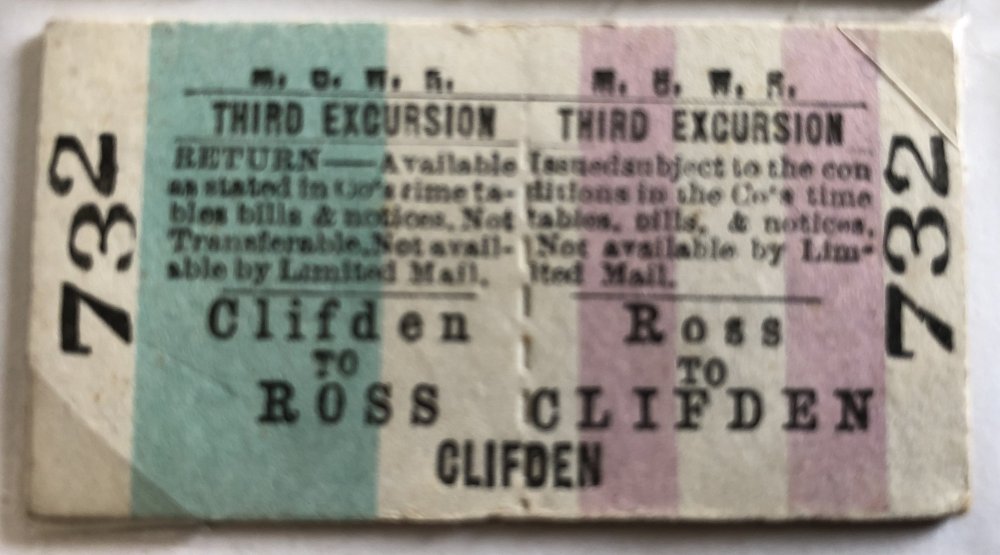 732
M. G. W. R.
THIRD EXCURSION
RETURN—Available
as stated in Co's time ta-
bles bills & notices. Not
Transferable. Not avail-
able by Limited Mail.
Clifden
TO
ROSS
M. G. W. R.
THIRD EXCURSION
Issued subject to the con
ditions in the Co's time
tables, bills, & notices.
Not available by Lim-
ited Mail.
Ross
TO
CLIFDEN
CLIFDEN
732